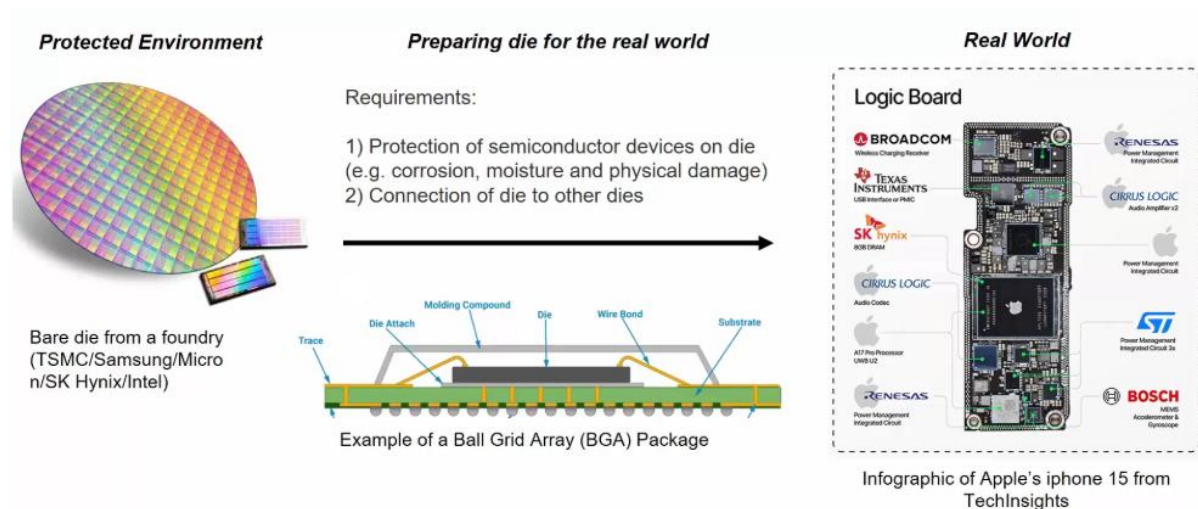 Protected Environment
Preparing die for the real world
Real World
Requirements:
1) Protection of semiconductor devices on die
(e.g. corrosion, moisture and physical damage)
2) Connection of die to other dies
Bare die from a foundry
(TSMC/Samsung/Micro
n/SK Hynix/Intel)
Molding Compound
Die Attach
Die
Wire Bond
Substrate
Trace
Example of a Ball Grid Array (BGA) Package
Logic Board
BROADCOM
Wireless Charging Receiver
TEXAS
INSTRUMENTS
USB Interface or PMIC
SK hynix
8GB DRAM
CIRRUS LOGIC
Audio Codec
A17 Pro Processor
UWB U2
RENESAS
Power Management
Integrated Circuit
RENESAS
Power Management
Integrated Circuit
CIRRUS LOGIC
Audio Amplifier x2
Power Management
Integrated Circuit
ST
Power Management
Integrated Circuit 3x
BOSCH
MEMS
Accelerometer &
Gyroscope
Infographic of Apple's iphone 15 from
TechInsights